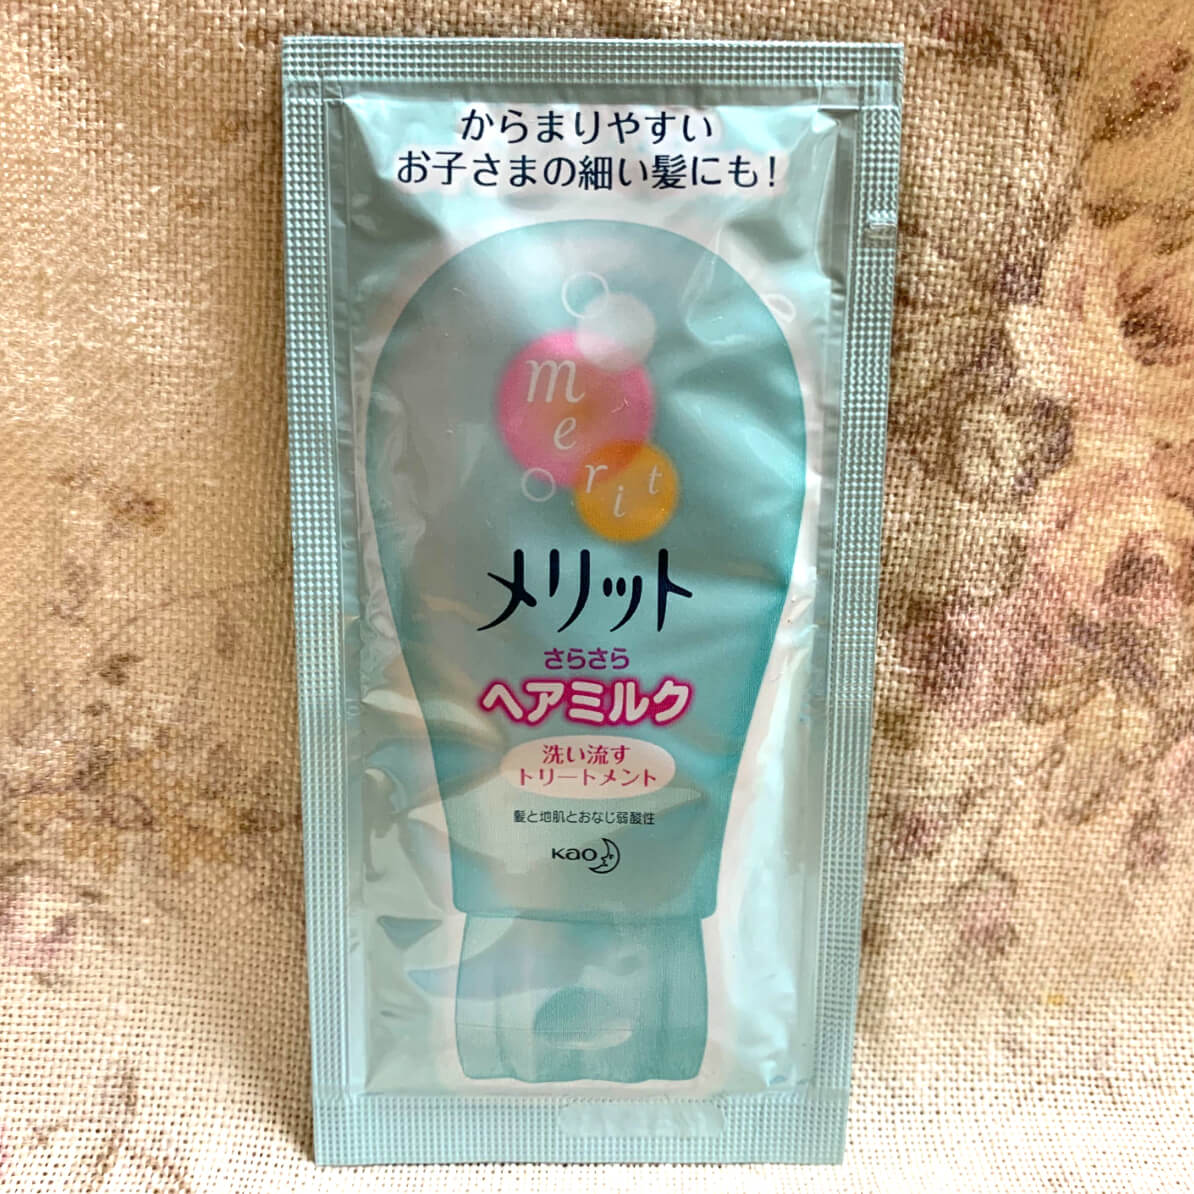 からまりやすい
お子さまの細い髪にも!
merit
メリット
さらさら
ヘアミルク
洗い流す
トリートメント
髪と地肌とおなじ弱酸性
Kao